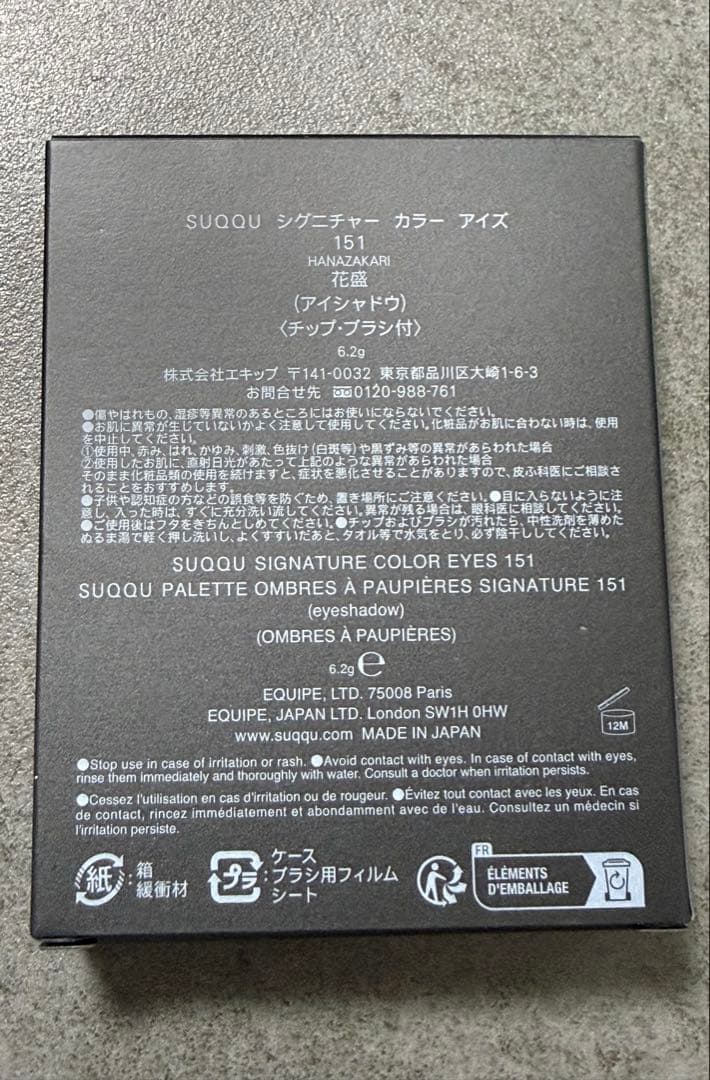 SUQQU シグニチャー カラー アイズ
151
HANAZAKARI
花盛
(アイシャドウ)
〈チップ・ブラシ付〉
6.2g
株式会社エキップ 〒141-0032 東京都品川区大崎1-6-3
お問合せ先 0120-988-761
●傷やはれもの、湿疹等異常のあるところにはお使いにならないでください。
●お肌に異常が生じていないかよく注意して使用してください。化粧品がお肌に合わない時は、使用
を中止してください。
①使用中、赤み、はれ、かゆみ、刺激、色抜け(白斑等)や黒ずみ等の異常があらわれた場合
②使用したお肌に、直射日光があたって上記のような異常があらわれた場合
そのまま化粧品類の使用を続けますと、症状を悪化させることがありますので、皮ふ科医にご相談さ
れることをおすすめします。
●子供や認知症の方などの誤食等を防ぐため、置き場所にご注意ください。●目に入らないように注
意し、入った時は、すぐに充分洗い流してください。異常が残る場合は、眼科医に相談してください。
●ご使用後はフタをきちんとしめてください。●チップおよびブラシが汚れたら、中性洗剤を薄めた
ぬるま湯で軽く押し洗いし、よくすすいだあと、タオル等で水気をとり、必ず陰干ししてください。
SUQQU SIGNATURE COLOR EYES 151
SUQQU PALETTE OMBRES À PAUPIÈRES SIGNATURE 151
(eyeshadow)
(OMBRES À PAUPIÈRES)
6.2g ℮
EQUIPE, LTD. 75008 Paris
EQUIPE, JAPAN LTD. London SW1H 0HW
www.suqqu.com MADE IN JAPAN
12M
●Stop use in case of irritation or rash. ●Avoid contact with eyes. In case of contact with eyes,
rinse them immediately and thoroughly with water. Consult a doctor when irritation persists.
●Cessez l'utilisation en cas d'irritation ou de rougeur. ●Évitez tout contact avec les yeux. En cas
de contact, rincez immédiatement et abondamment avec de l'eau. Consultez un médecin si
l'irritation persiste.
紙 : 箱
緩衝材
プラ : ケース
ブラシ用フィルム
シート
FR
ÉLÉMENTS
D'EMBALLAGE